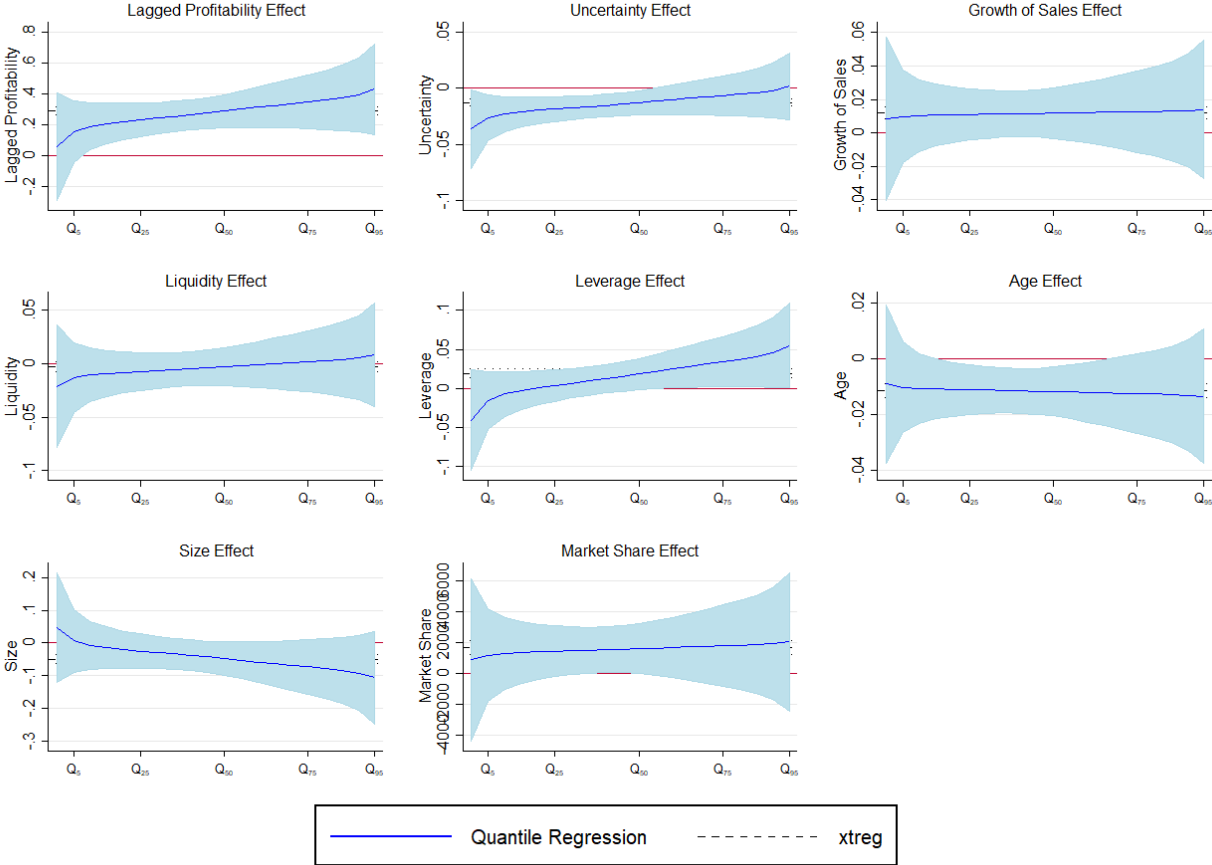 Lagged Profitability Effect
Lagged Profitability
.8
.6
.4
.2
0
-.2
Q5 Q25 Q50 Q75 Q95
Uncertainty Effect
Uncertainty
.05
0
-.05
-.1
Q5 Q25 Q50 Q75 Q95
Growth of Sales Effect
Growth of Sales
.06
.04
.02
0
-.02
-.04
Q5 Q25 Q50 Q75 Q95
Liquidity Effect
Liquidity
.05
0
-.05
-.1
Q5 Q25 Q50 Q75 Q95
Leverage Effect
Leverage
.1
.05
0
-.05
-.1
Q5 Q25 Q50 Q75 Q95
Age Effect
Age
.02
0
-.02
-.04
Q5 Q25 Q50 Q75 Q95
Size Effect
Size
.2
.1
0
-.1
-.2
-.3
Q5 Q25 Q50 Q75 Q95
Market Share Effect
Market Share
6000
4000
2000
0
-2000
-4000
Q5 Q25 Q50 Q75 Q95
Quantile Regression
xtreg